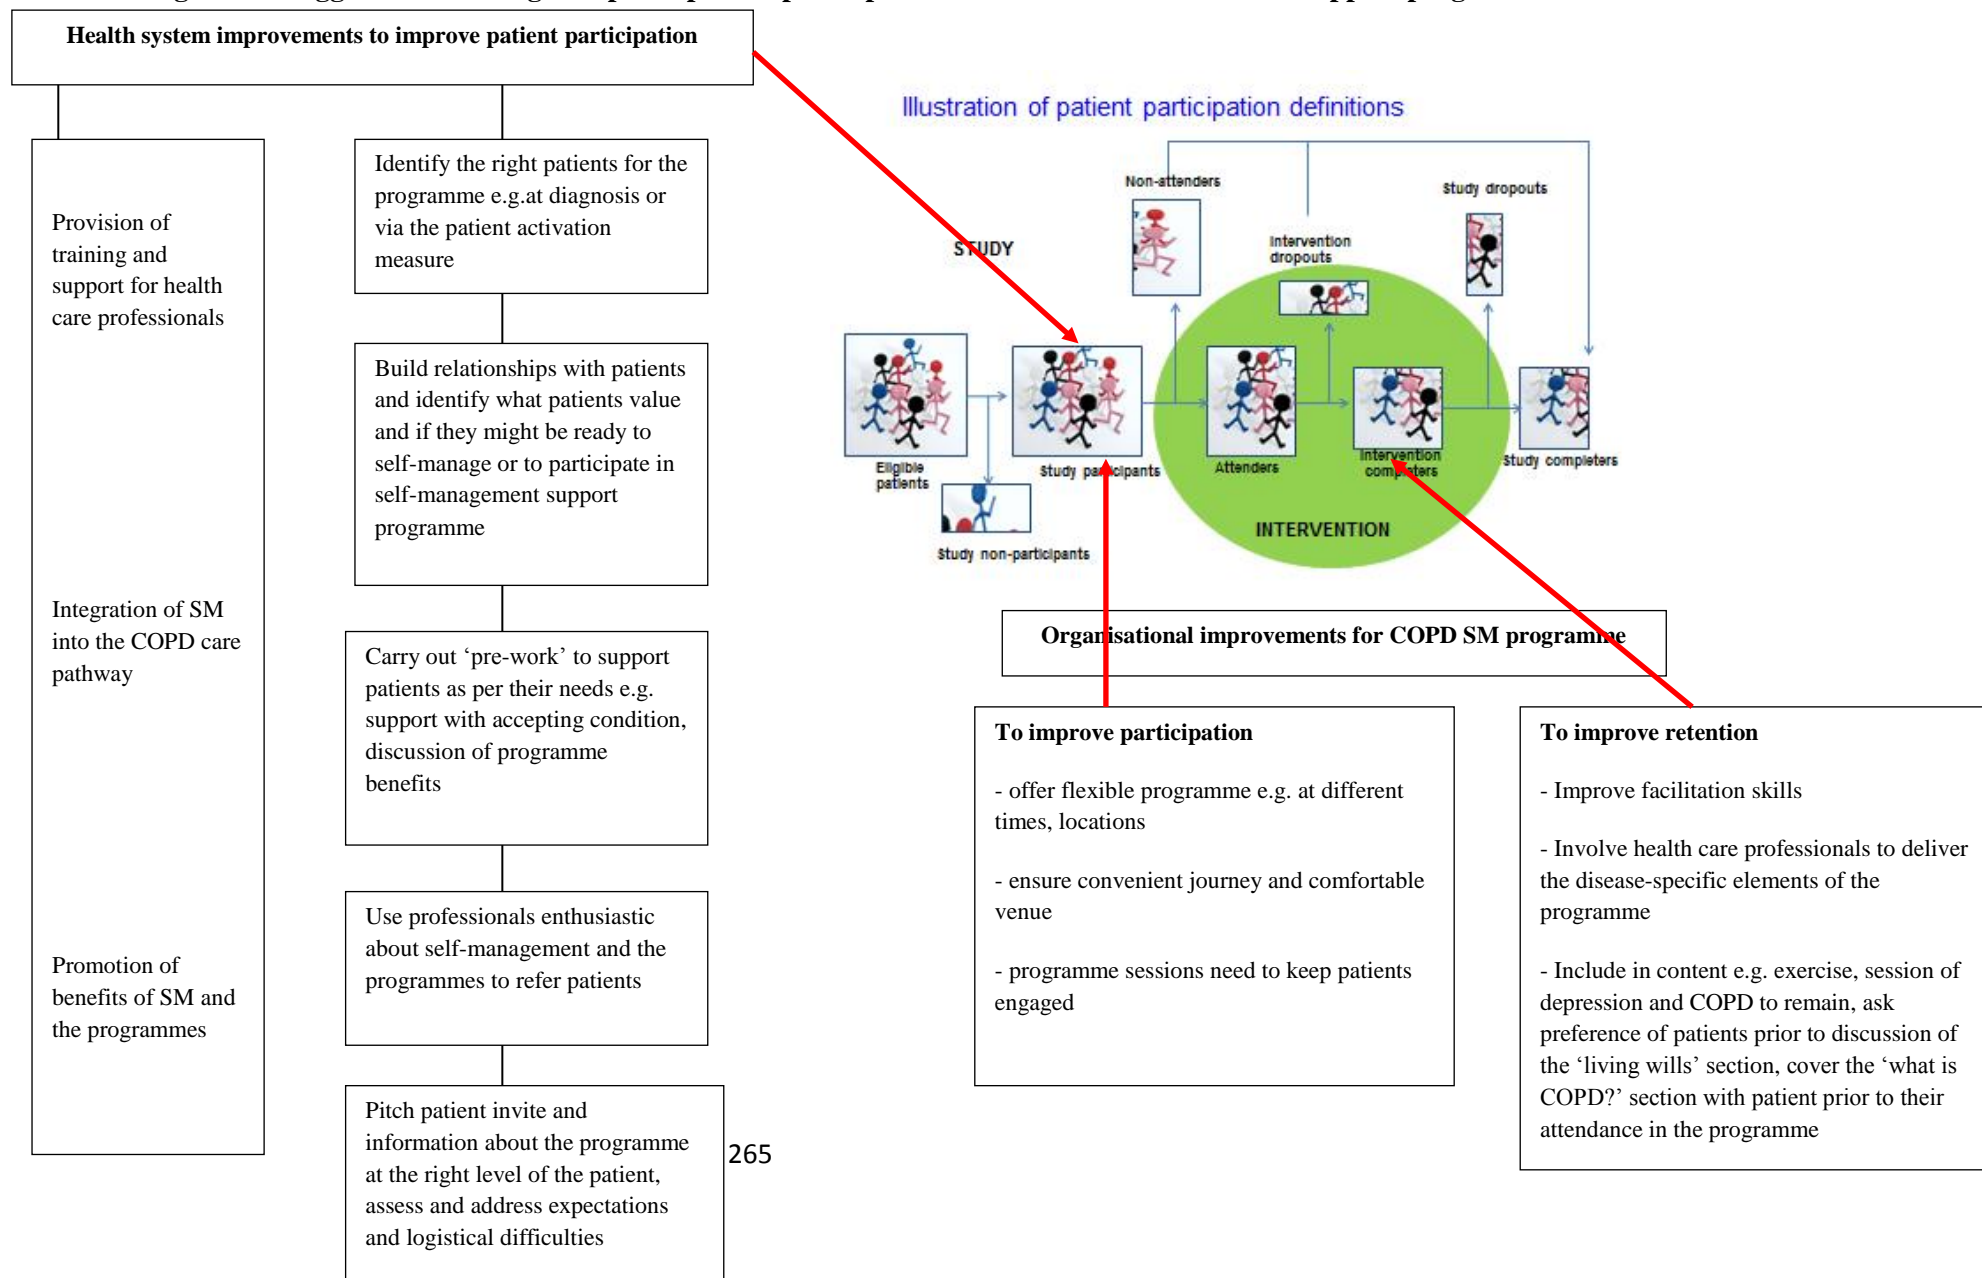 Health system improvements to improve patient participation
Provision of
training and
support for health
care professionals
Integration of SM
into the COPD care
pathway
Promotion of
benefits of SM and
the programmes
Identify the right patients for the
programme e.g.at diagnosis or
via the patient activation
measure
Build relationships with patients
and identify what patients value
and if they might be ready to
self-manage or to participate in
self-management support
programme
Carry out ‘pre-work’ to support
patients as per their needs e.g.
support with accepting condition,
discussion of programme
benefits
Use professionals enthusiastic
about self-management and the
programmes to refer patients
Pitch patient invite and
information about the programme
at the right level of the patient,
assess and address expectations
and logistical difficulties
265
Illustration of patient participation definitions
STUDY
Non-attenders
Intervention
dropouts
Study dropouts
Eligible
patients
Study participants
Attenders
Intervention
completers
Study completers
Study non-participants
INTERVENTION
Organisational improvements for COPD SM programme
To improve participation
- offer flexible programme e.g. at different
times, locations
- ensure convenient journey and comfortable
venue
- programme sessions need to keep patients
engaged
To improve retention
- Improve facilitation skills
- Involve health care professionals to deliver
the disease-specific elements of the
programme
- Include in content e.g. exercise, session of
depression and COPD to remain, ask
preference of patients prior to discussion of
the ‘living wills’ section, cover the ‘what is
COPD?’ section with patient prior to their
attendance in the programme